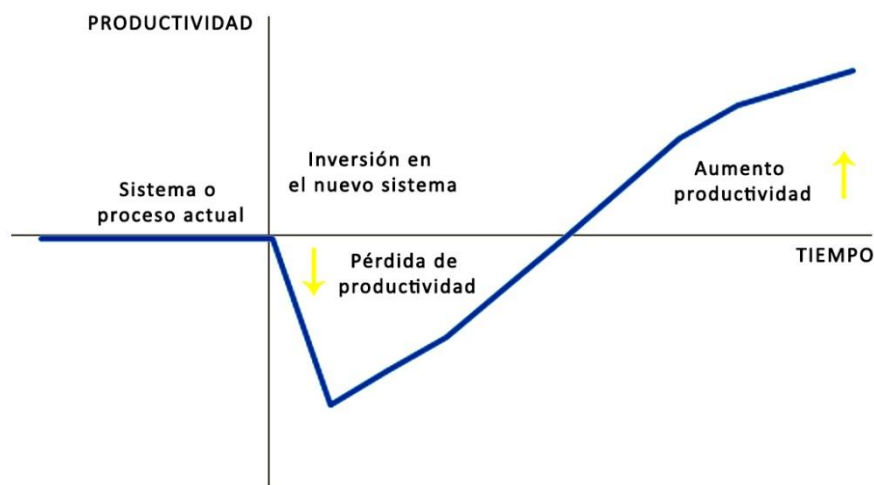 PRODUCTIVIDAD
Inversión en
el nuevo sistema
Sistema o
proceso actual
Aumento
productividad
Pérdida de
productividad
TIEMPO